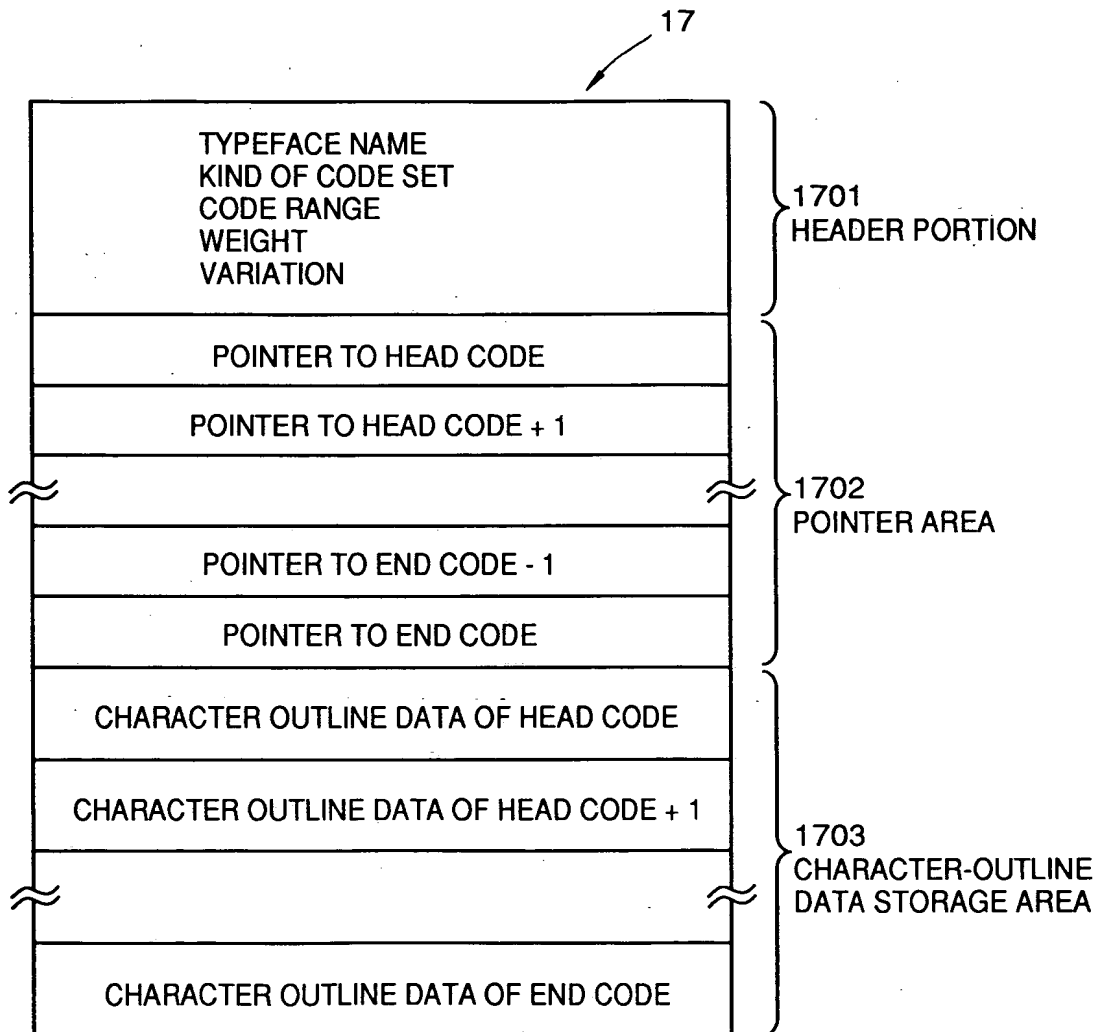 17
TYPEFACE NAME
KIND OF CODE SET
CODE RANGE
WEIGHT
VARIATION
1701
HEADER PORTION
POINTER TO HEAD CODE
POINTER TO HEAD CODE + 1
1702
POINTER AREA
POINTER TO END CODE - 1
POINTER TO END CODE
CHARACTER OUTLINE DATA OF HEAD CODE
CHARACTER OUTLINE DATA OF HEAD CODE + 1
1703
CHARACTER-OUTLINE
DATA STORAGE AREA
CHARACTER OUTLINE DATA OF END CODE